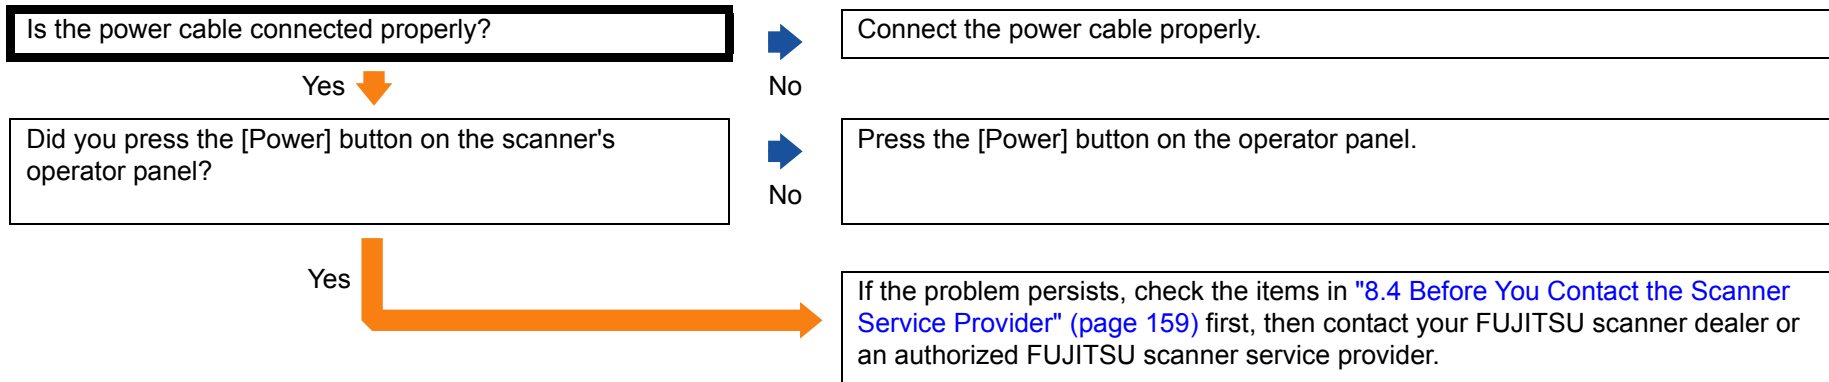 Is the power cable connected properly?
Connect the power cable properly.
Yes
No
Did you press the [Power] button on the scanner's
operator panel?
Press the [Power] button on the operator panel.
No
Yes
If the problem persists, check the items in "8.4 Before You Contact the Scanner
Service Provider" (page 159) first, then contact your FUJITSU scanner dealer or
an authorized FUJITSU scanner service provider.